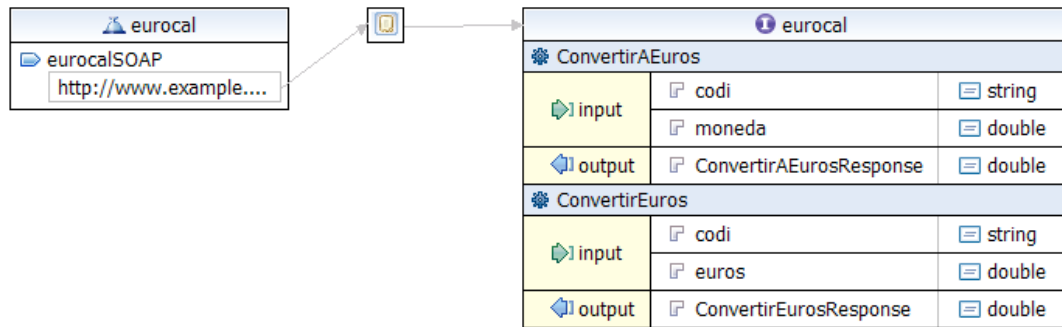 eurocal
eurocalSOAP
http://www.example....
eurocal
ConvertirAEuros
input
codi string
moneda double
output ConvertirAEurosResponse double
ConvertirEuros
input
codi string
euros double
output ConvertirEurosResponse double